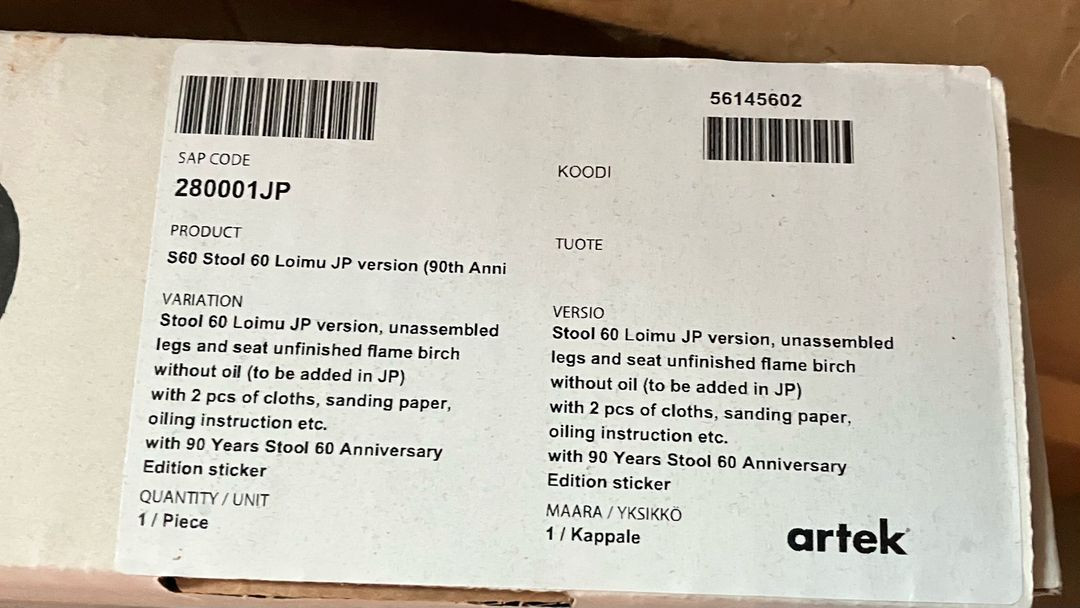 56145602
SAP CODE
280001JP
KOODI
PRODUCT
S60 Stool 60 Loimu JP version (90th Anni
TUOTE
VARIATION
Stool 60 Loimu JP version, unassembled
legs and seat unfinished flame birch
without oil (to be added in JP)
with 2 pcs of cloths, sanding paper,
oiling instruction etc.
with 90 Years Stool 60 Anniversary
Edition sticker
VERSIO
Stool 60 Loimu JP version, unassembled
legs and seat unfinished flame birch
without oil (to be added in JP)
with 2 pcs of cloths, sanding paper,
oiling instruction etc.
with 90 Years Stool 60 Anniversary
Edition sticker
QUANTITY / UNIT
1 / Piece
MAARA / YKSIKKÖ
1 / Kappale
artek